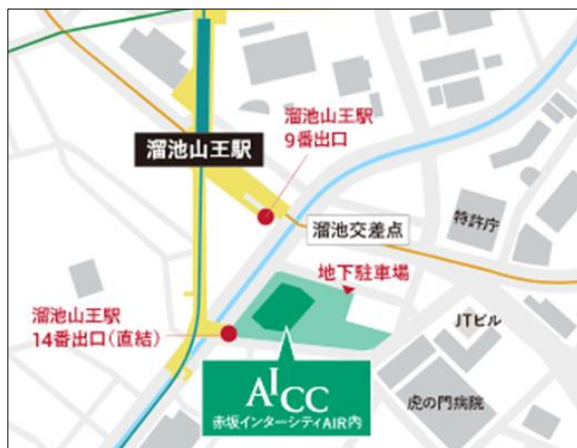 溜池山王駅
9番出口
溜池山王駅
溜池交差点
特許庁
地下駐車場
溜池山王駅
14番出口(直結)
JTビル
AICC
赤坂インターシティAIR内
虎の門病院